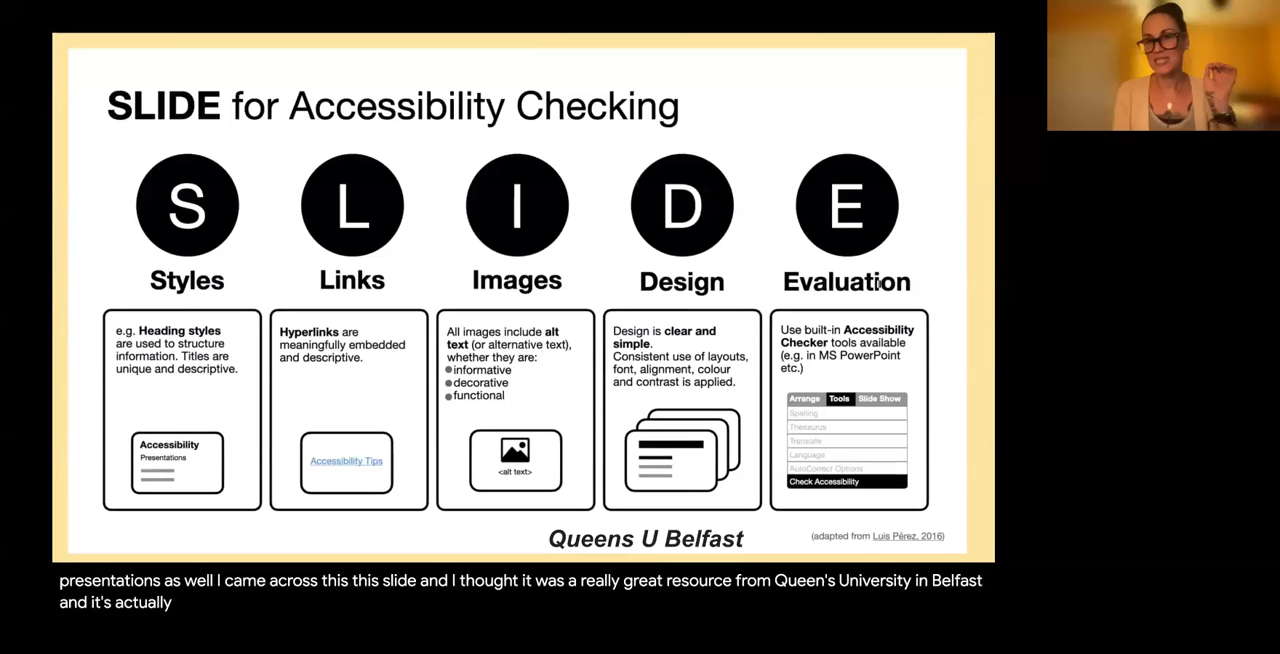 SLIDE for Accessibility Checking
S
L
I
D
E
Styles
Links
Images
Design
Evaluation
e.g. Heading styles
are used to structure
information. Titles are
unique and descriptive.
Accessibility
Presentations
Hyperlinks are
meaningfully embedded
and descriptive.
Accessibility Tips
All images include alt
text (or alternative text),
whether they are:
informative
decorative
functional
<alt text>
Design is clear and
simple.
Consistent use of layouts,
font, alignment, colour
and contrast is applied.
Use built-in Accessibility
Checker tools available
(e.g. in MS PowerPoint
etc.)
Arrange Tools Slide Show
Spelling
Thesaurus
Translate
Language
AutoCorrect Options
Check Accessibility
Queens U Belfast
(adapted from Luis Pérez, 2016)
presentations as well I came across this this slide and I thought it was a really great resource from Queen's University in Belfast
and it's actually